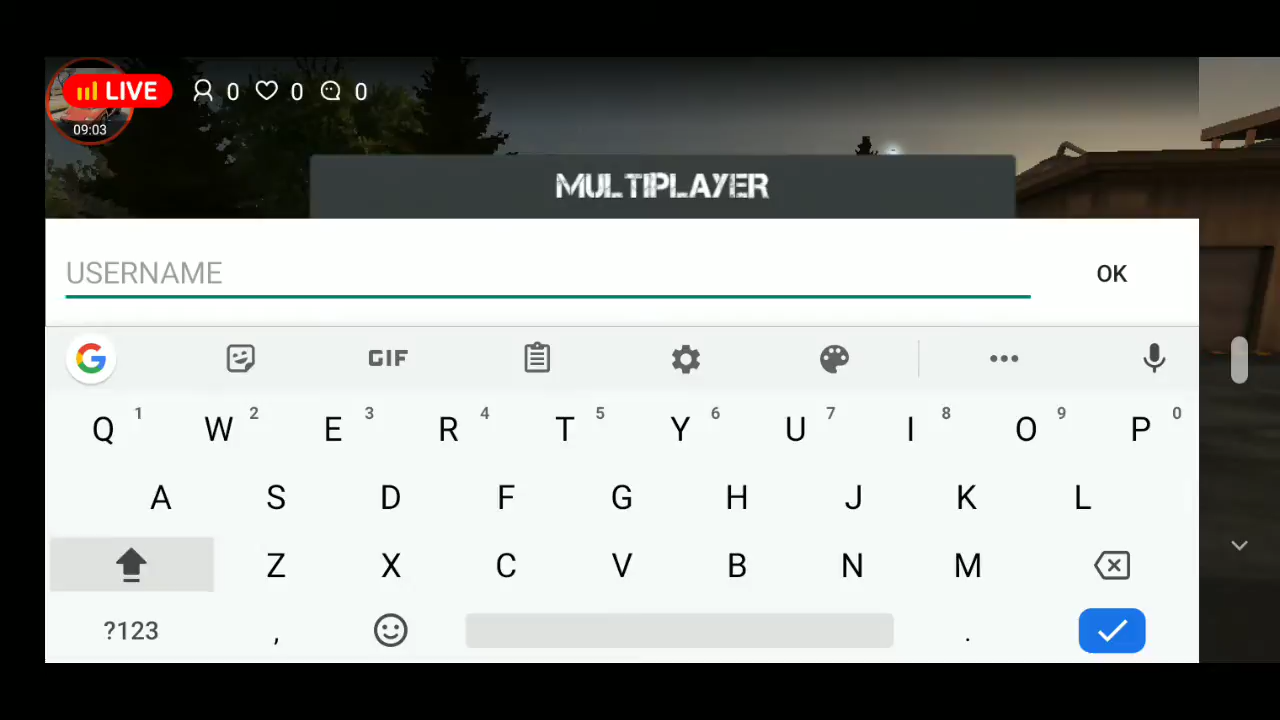 LIVE 0 0 0
09:03
MULTIPLAYER
USERNAME
OK
G GIF
Q 1 W 2 E 3 R 4 T 5 Y 6 U 7 I 8 O 9 P 0
A S D F G H J K L
Z X C V B N M
?123 , .